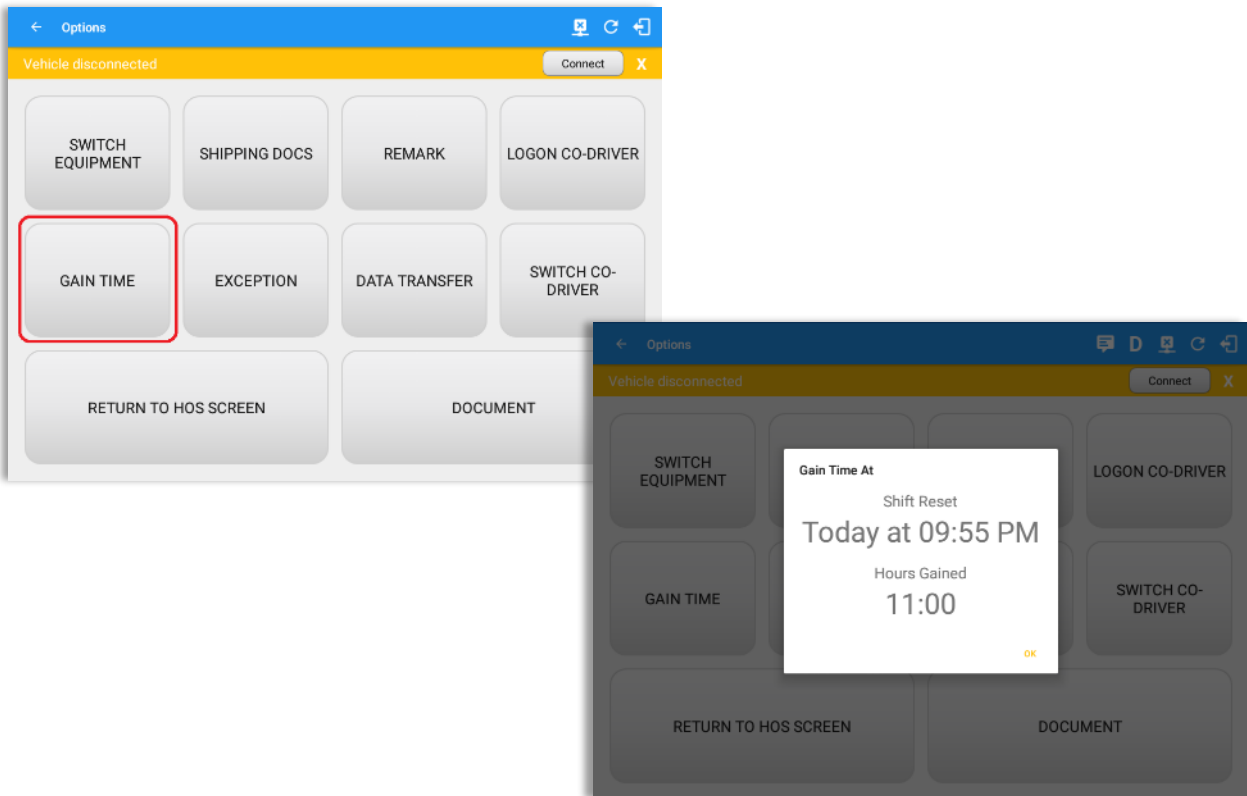 Options
Vehicle disconnected
Connect
X
SWITCH
EQUIPMENT
SHIPPING DOCS
REMARK
LOGON CO-DRIVER
GAIN TIME
EXCEPTION
DATA TRANSFER
SWITCH CO-
DRIVER
RETURN TO HOS SCREEN
DOCUMENT
Options
D
Vehicle disconnected
Connect
X
SWITCH
EQUIPMENT
LOGON CO-DRIVER
GAIN TIME
SWITCH CO-
DRIVER
RETURN TO HOS SCREEN
DOCUMENT
Gain Time At
Shift Reset
Today at 09:55 PM
Hours Gained
11:00
OK